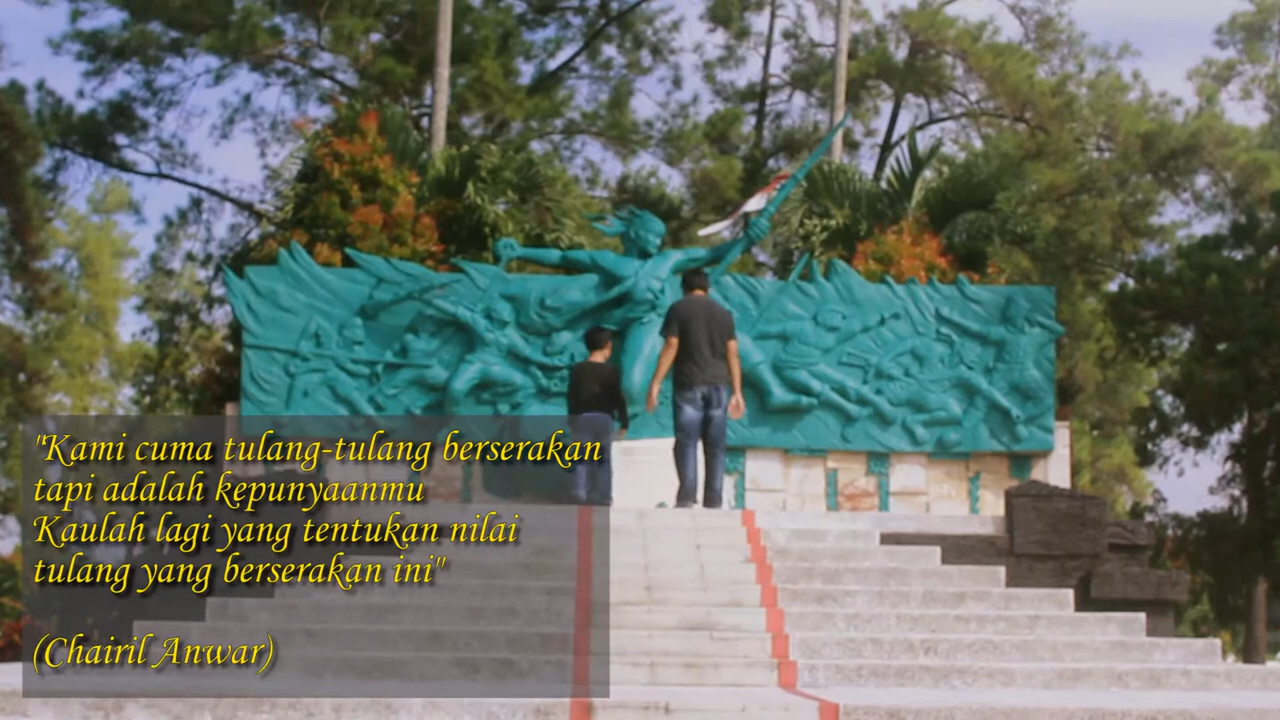 "Kami cuma tulang-tulang berserakan
tapi adalah kepunyaanmu
Kaulah lagi yang tentukan nilai
tulang yang berserakan ini"
(Chairil Anwar)